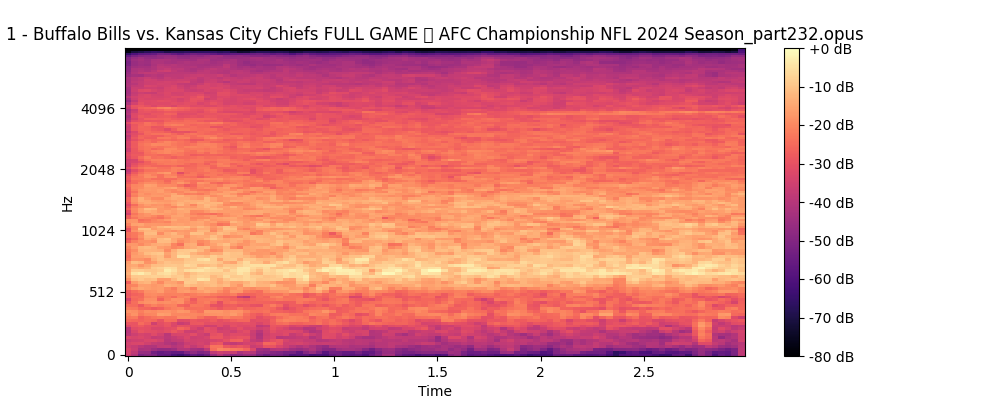 1 - Buffalo Bills vs. Kansas City Chiefs FULL GAME ▯ AFC Championship NFL 2024 Season_part232.opus
+0 dB
-10 dB
-20 dB
-30 dB
-40 dB
-50 dB
-60 dB
-70 dB
-80 dB
4096
2048
1024
512
0
Hz
0
0.5
1
1.5
2
2.5
Time